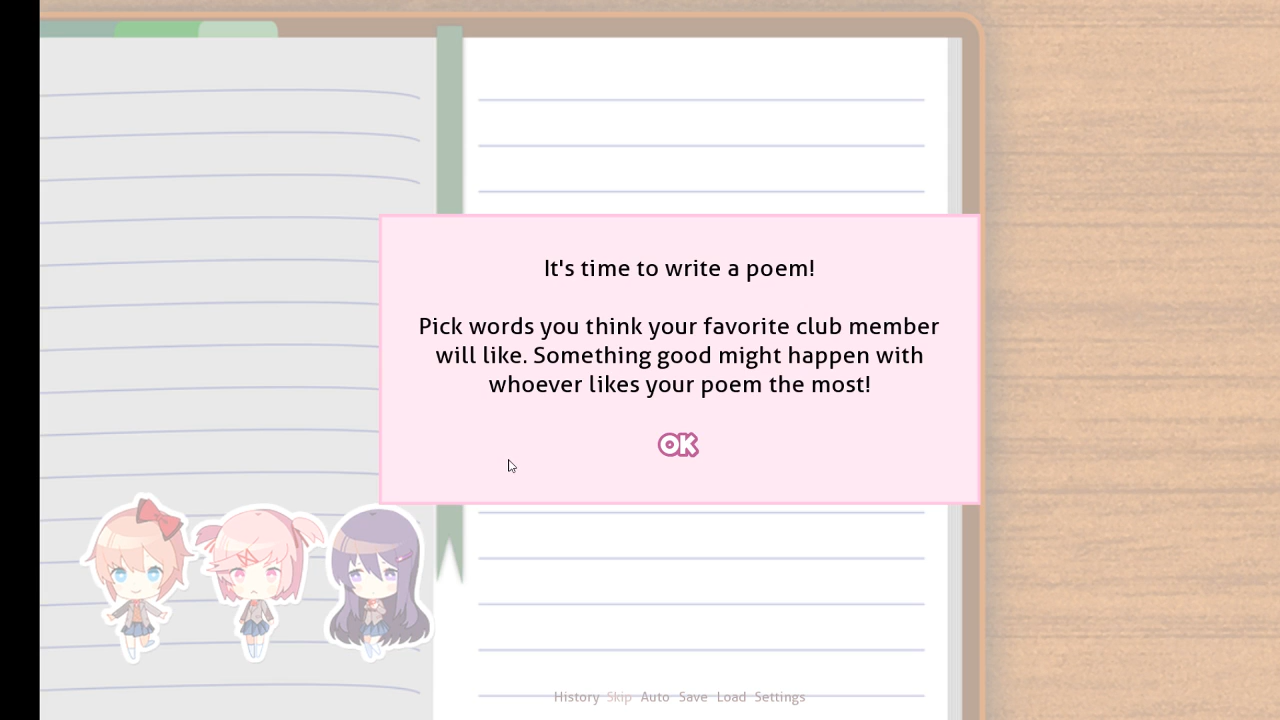 It's time to write a poem!
Pick words you think your favorite club member
will like. Something good might happen with
whoever likes your poem the most!
OK
History Skip Auto Save Load Settings